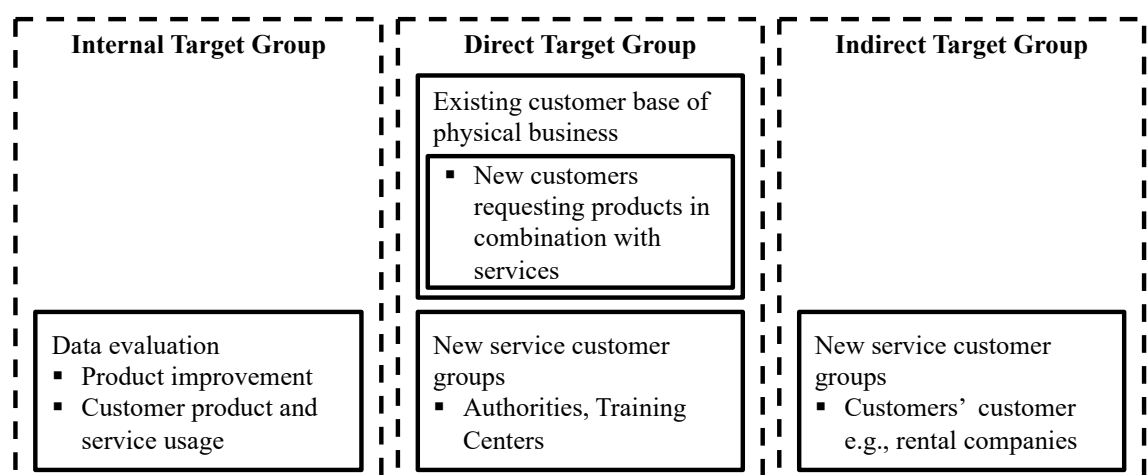 Internal Target Group
Data evaluation
▪ Product improvement
▪ Customer product and
service usage
Direct Target Group
Existing customer base of
physical business
▪ New customers
requesting products in
combination with
services
New service customer
groups
▪ Authorities, Training
Centers
Indirect Target Group
New service customer
groups
▪ Customers’ customer
e.g., rental companies